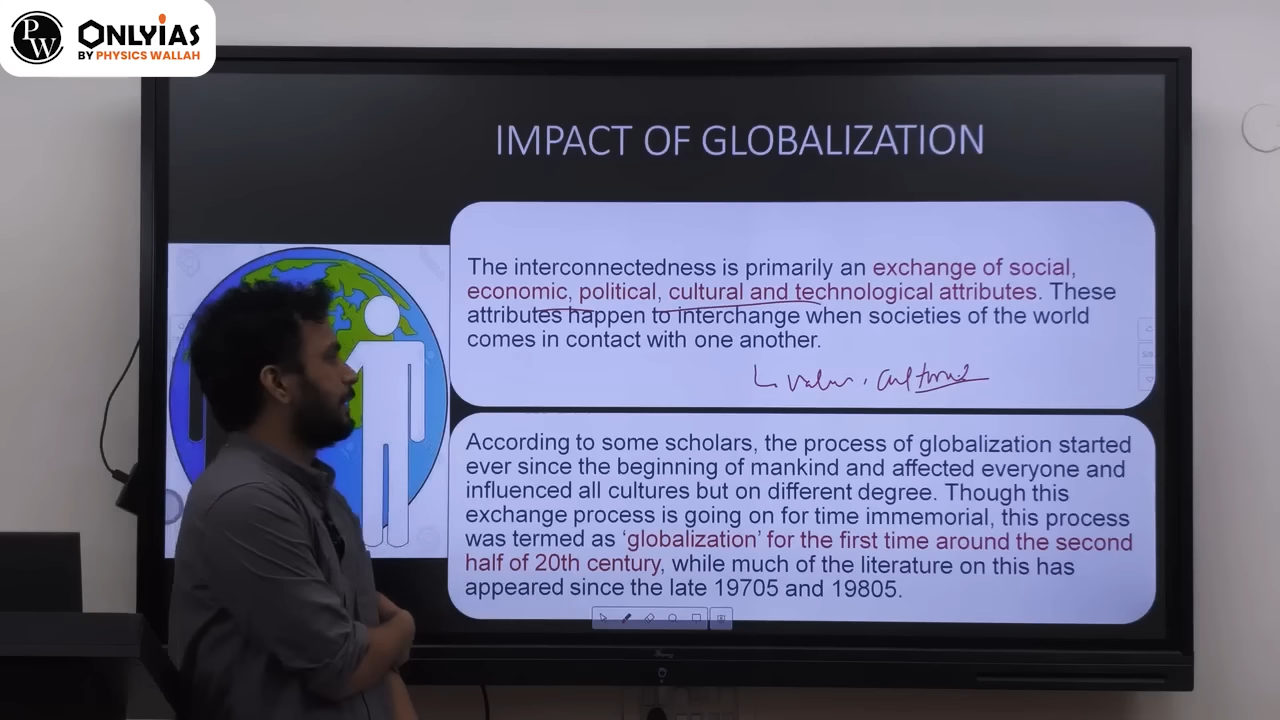 PW
ONLYIAS
BY PHYSICS WALLAH
IMPACT OF GLOBALIZATION
The interconnectedness is primarily an exchange of social,
economic, political, cultural and technological attributes. These
attributes happen to interchange when societies of the world
comes in contact with one another.
According to some scholars, the process of globalization started
ever since the beginning of mankind and affected everyone and
influenced all cultures but on different degree. Though this
exchange process is going on for time immemorial, this process
was termed as ‘globalization’ for the first time around the second
half of 20th century, while much of the literature on this has
appeared since the late 19705 and 19805.